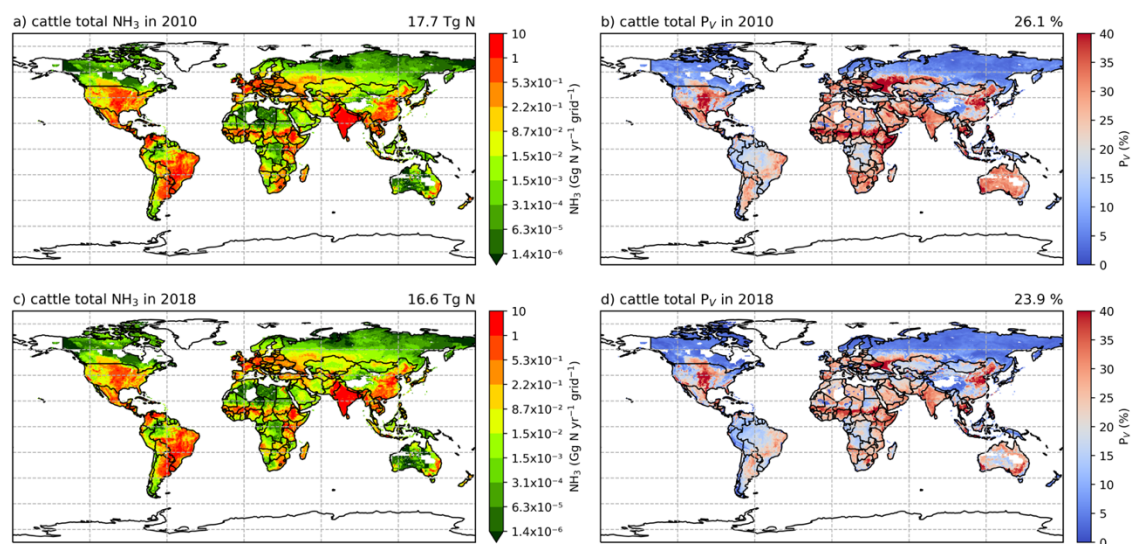 a) cattle total NH₃ in 2010 17.7 Tg N
10
1
5.3x10⁻¹
2.2x10⁻¹
8.7x10⁻²
1.5x10⁻²
1.5x10⁻³
3.1x10⁻⁴
6.3x10⁻⁵
1.4x10⁻⁶
NH₃ (Gg N yr⁻¹ grid⁻¹)
b) cattle total Pᵥ in 2010 26.1 %
40
35
30
25
20
15
10
5
0
Pᵥ (%)
c) cattle total NH₃ in 2018 16.6 Tg N
10
1
5.3x10⁻¹
2.2x10⁻¹
8.7x10⁻²
1.5x10⁻²
1.5x10⁻³
3.1x10⁻⁴
6.3x10⁻⁵
1.4x10⁻⁶
NH₃ (Gg N yr⁻¹ grid⁻¹)
d) cattle total Pᵥ in 2018 23.9 %
40
35
30
25
20
15
10
5
0
Pᵥ (%)